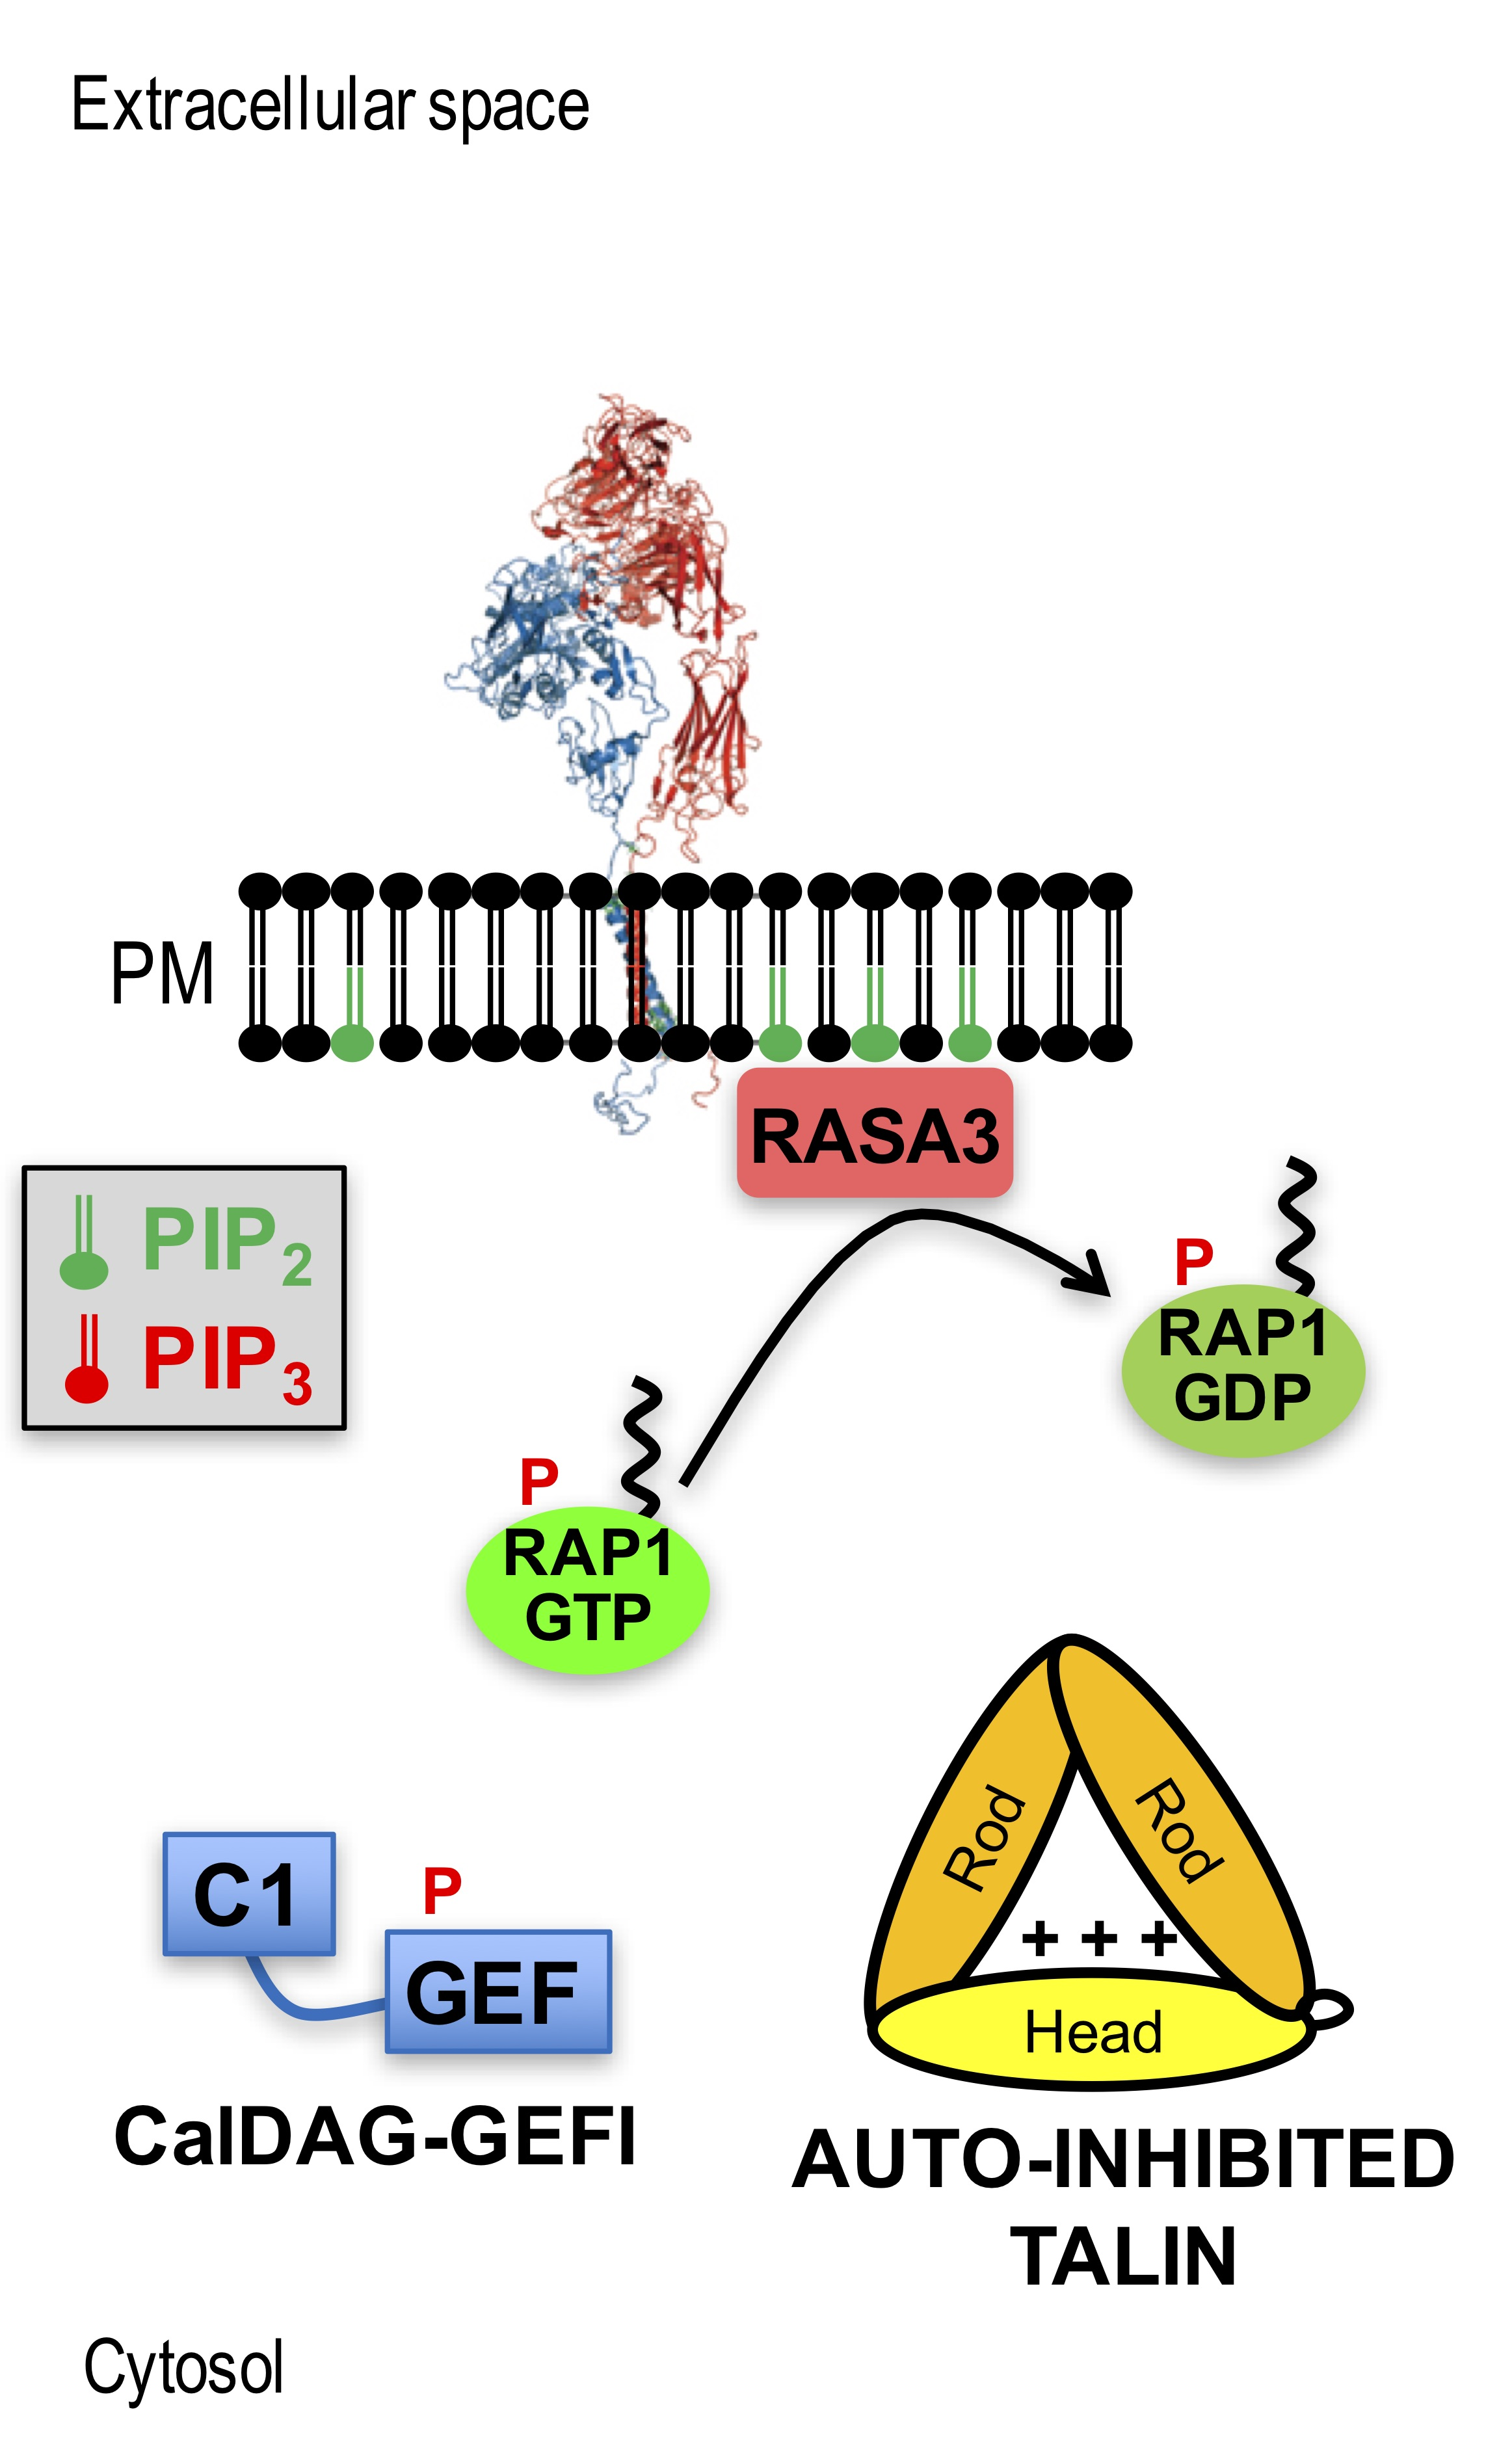 Extracellular space
PM
RASA3
PIP2
PIP3
P
RAP1
GDP
P
RAP1
GTP
Rod
Rod
C1
P
GEF
+ + +
Head
CalDAG-GEFI
AUTO-INHIBITED
TALIN
Cytosol